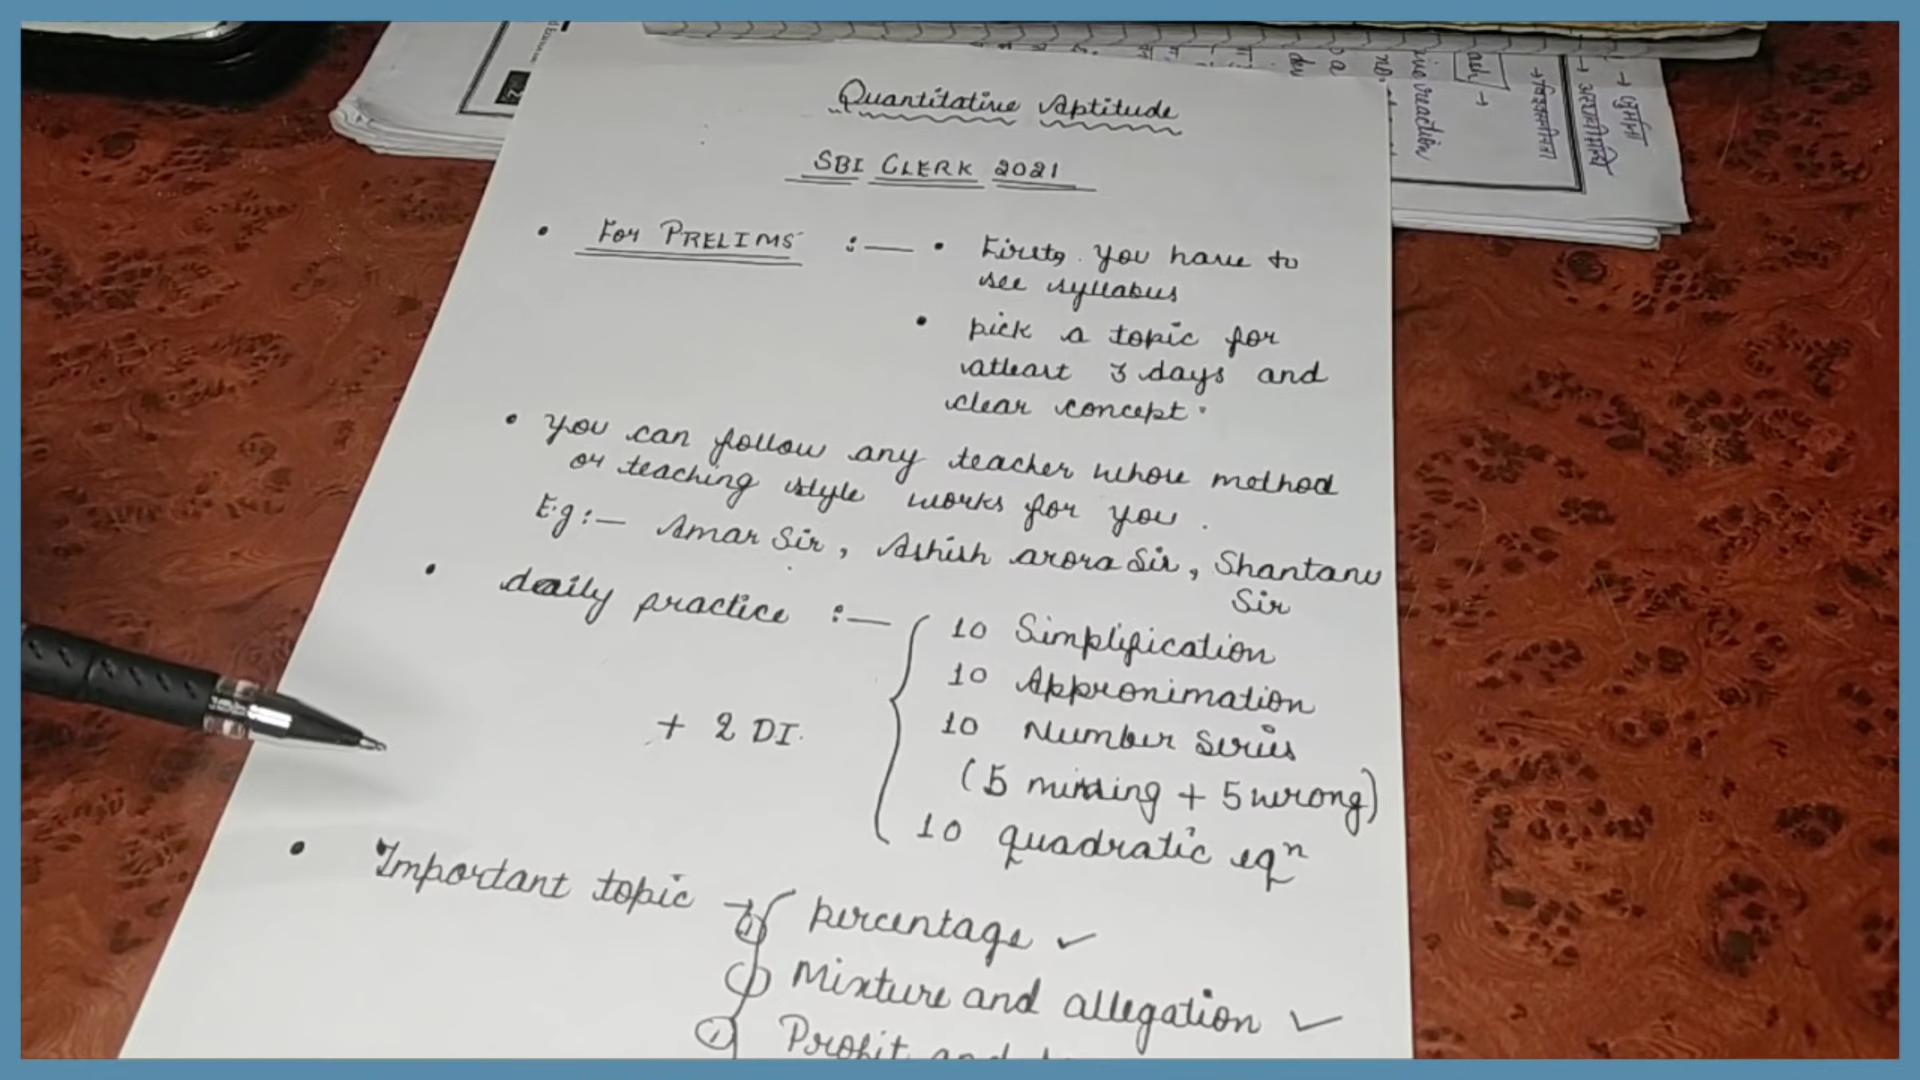 Quantitative Aptitude
SBI CLERK 2021
• For PRELIMS :— • Firstly you have to
see syllabus
• pick a topic for
atleast 3 days and
clear concept.
• you can follow any teacher whose method
or teaching style works for you.
E.g:— Amar Sir, Ashish arora Sir, Shantanu
Sir
• daily practice :— 10 Simplification
10 Approximation
+ 2 DI. 10 Number Series
(5 missing + 5 wrong)
10 quadratic eqⁿ
• Important topic → percentage ✓
Mixture and allegation ✓
Profit and